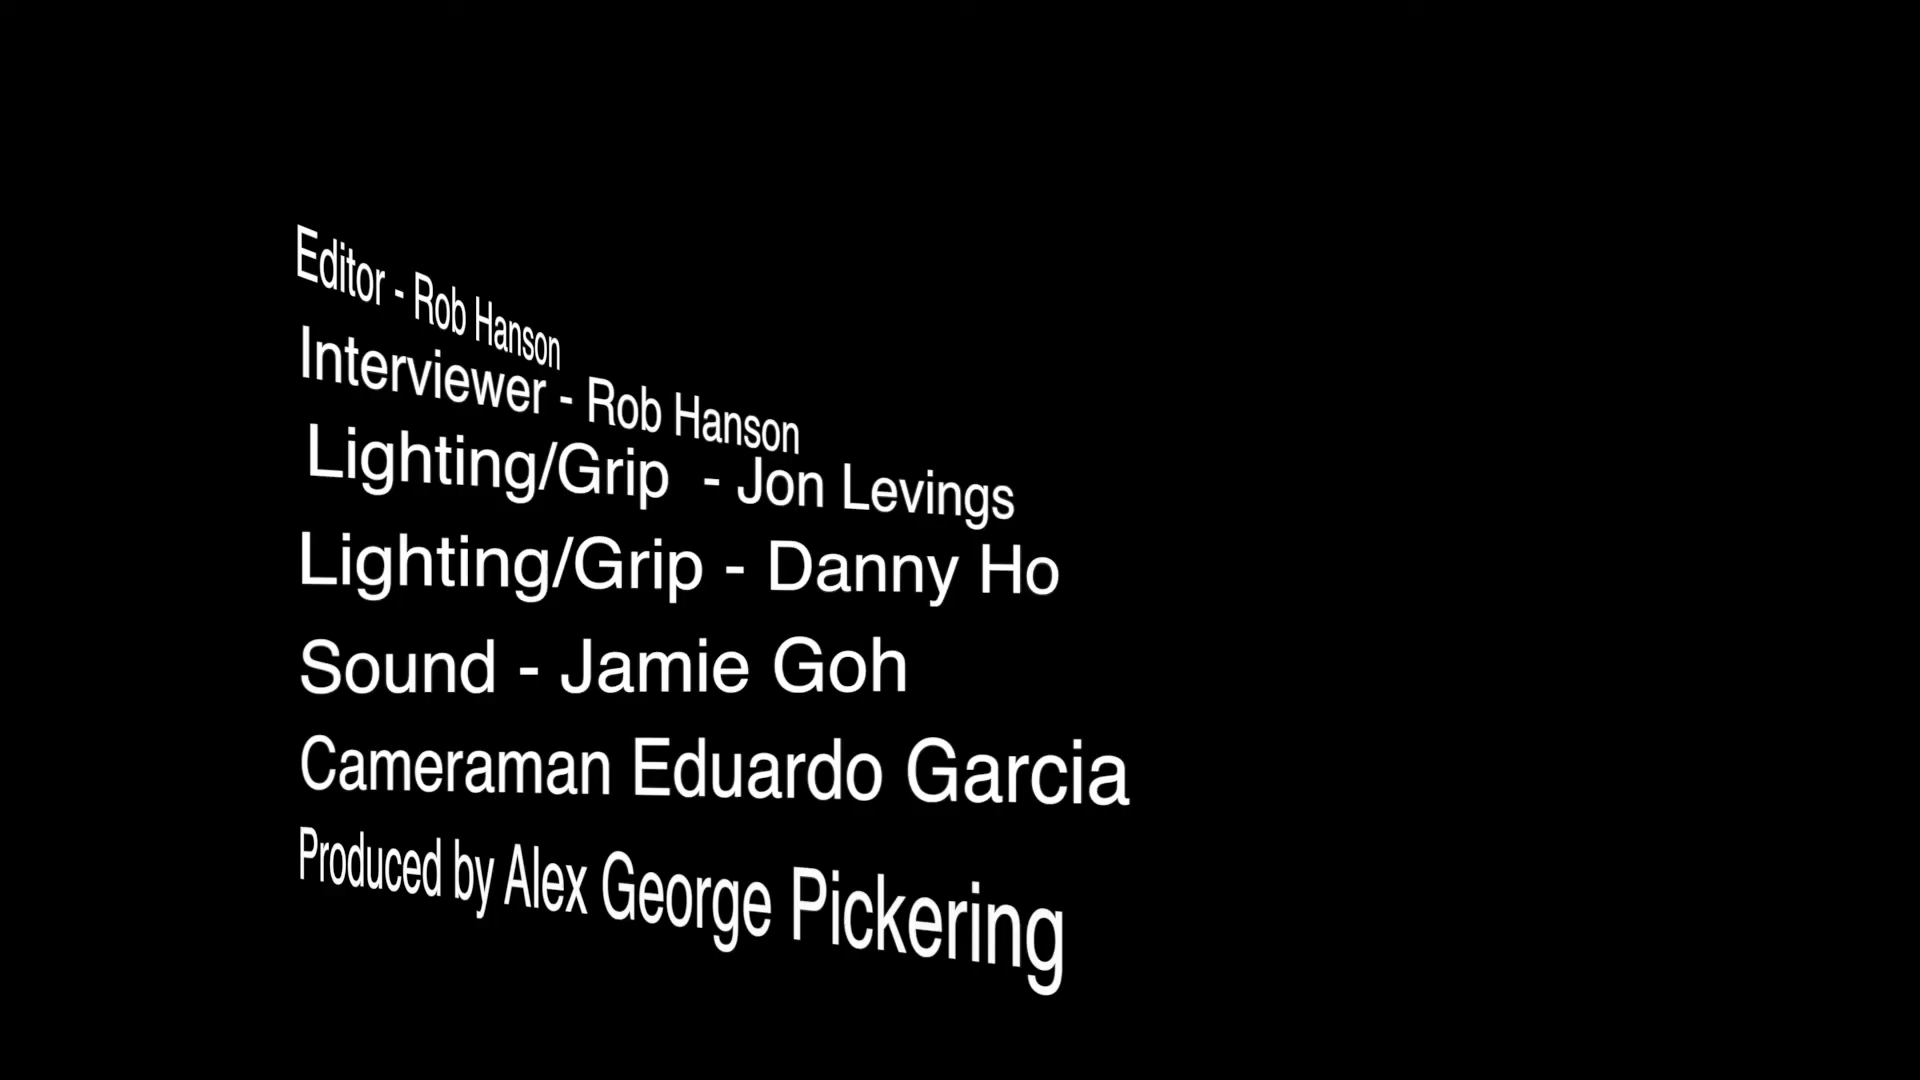 Editor - Rob Hanson
Interviewer - Rob Hanson
Lighting/Grip  - Jon Levings
Lighting/Grip - Danny Ho
Sound - Jamie Goh
Cameraman Eduardo Garcia
Produced by Alex George Pickering